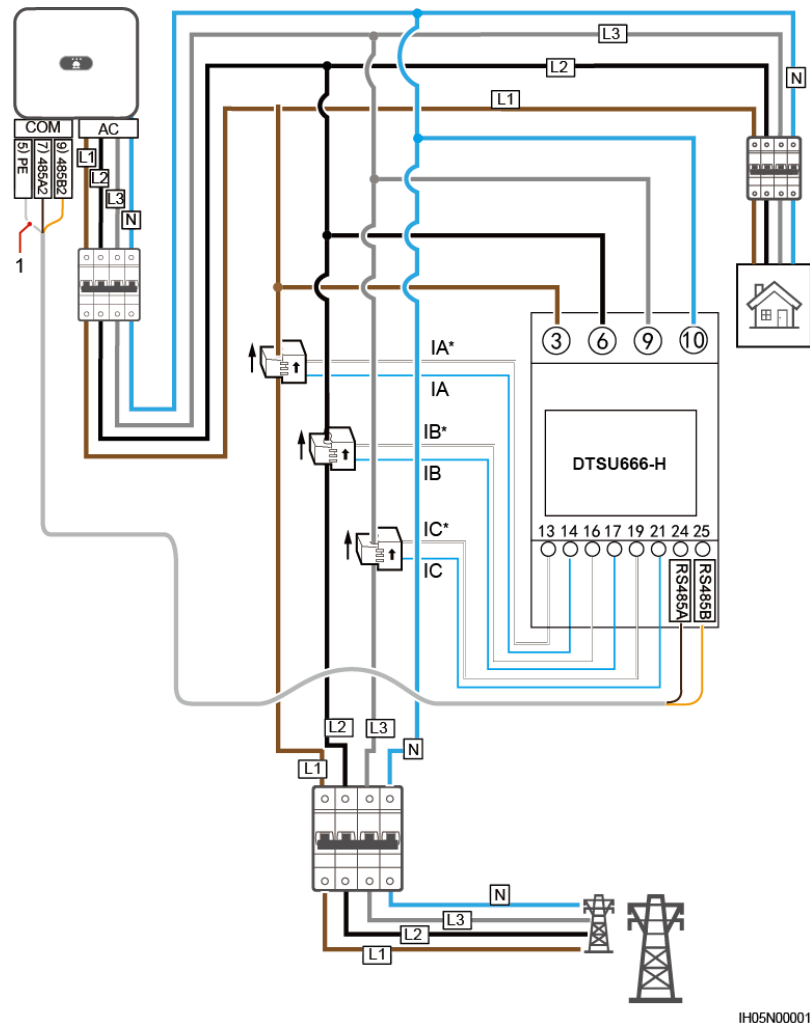 L3
L2
N
L1
COM
AC
5) PE
7) 485A2
9) 485B2
L1
L2
L3
N
1
3
6
9
10
IA*
IA
IB*
IB
IC*
IC
DTSU666-H
13 14 16 17 19 21 24 25
RS485A
RS485B
L2
L3
N
L1
N
L3
L2
L1
IH05N00001